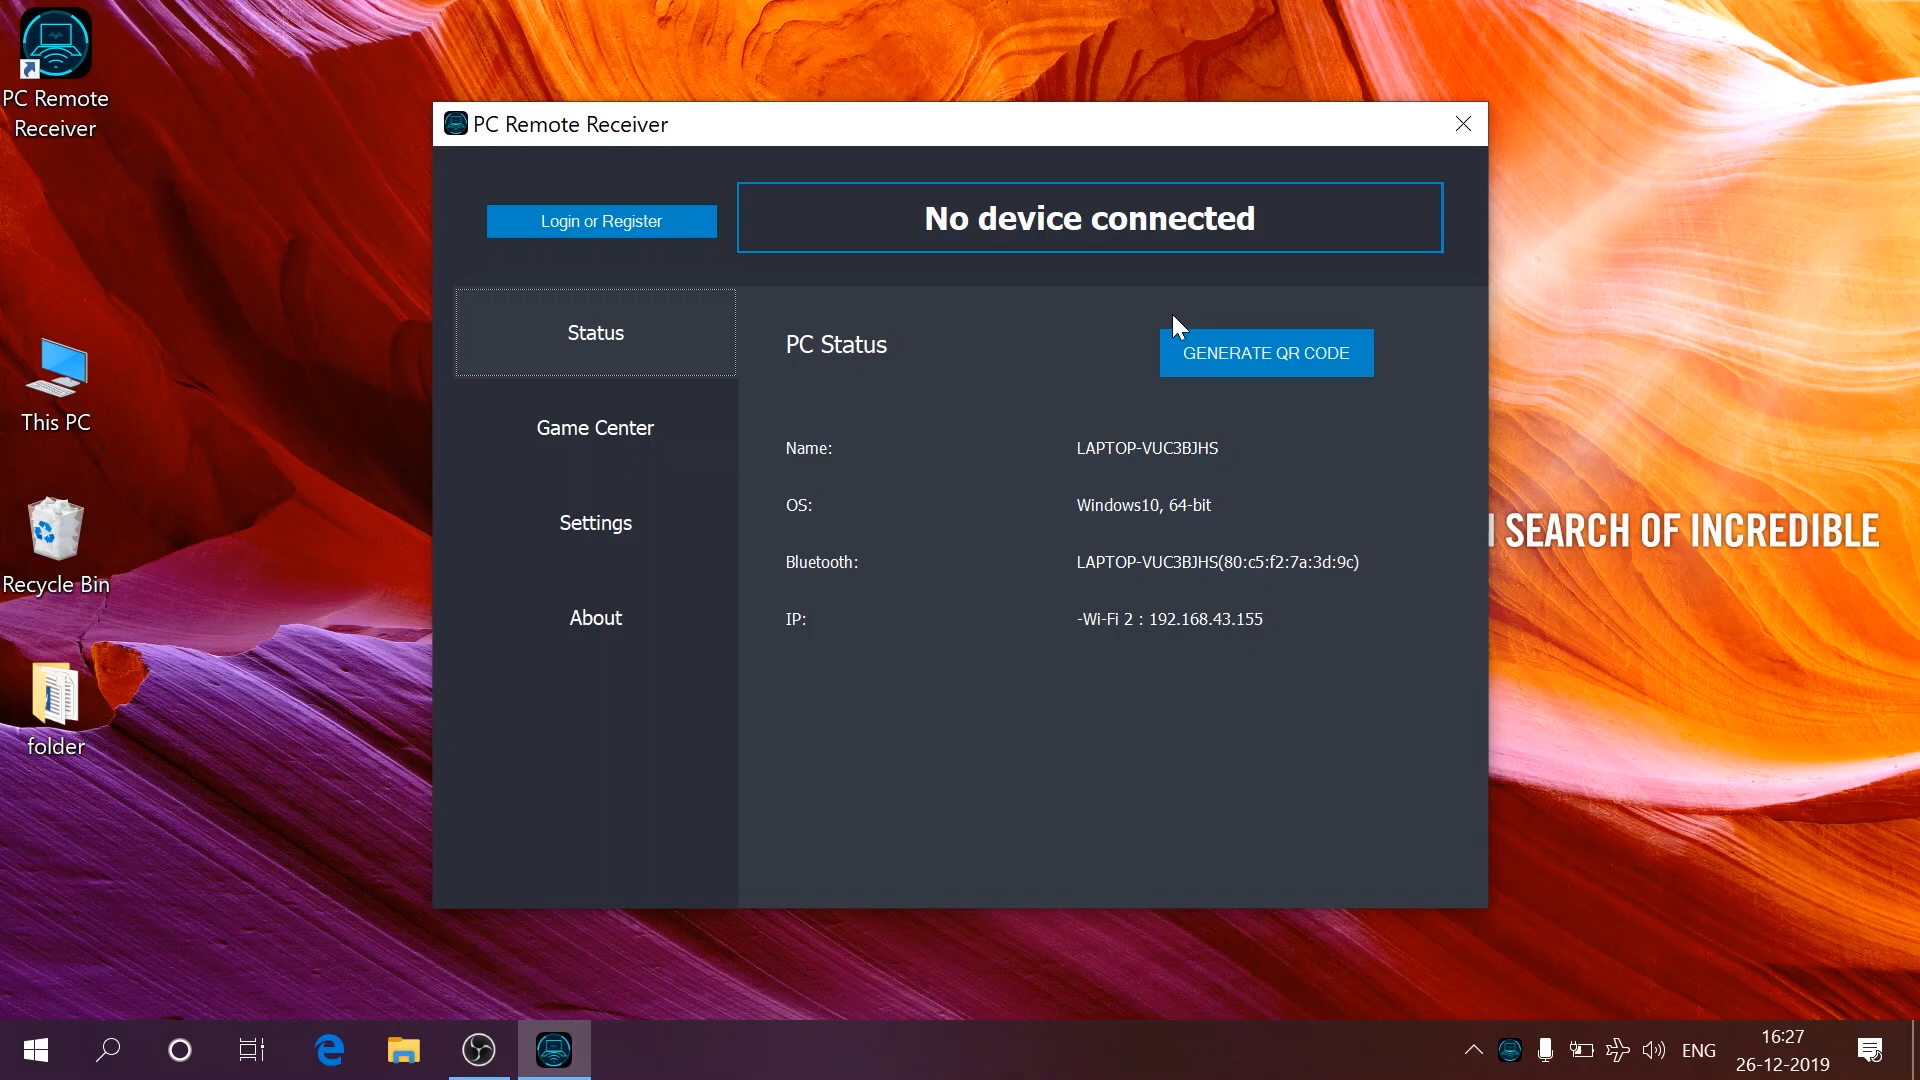 PC Remote
Receiver
This PC
Recycle Bin
folder
PC Remote Receiver
Login or Register
No device connected
Status
Game Center
Settings
About
PC Status
GENERATE QR CODE
Name: LAPTOP-VUC3BJHS
OS: Windows10, 64-bit
Bluetooth: LAPTOP-VUC3BJHS(80:c5:f2:7a:3d:9c)
IP: -Wi-Fi 2 : 192.168.43.155
SEARCH OF INCREDIBLE
ENG
16:27
26-12-2019